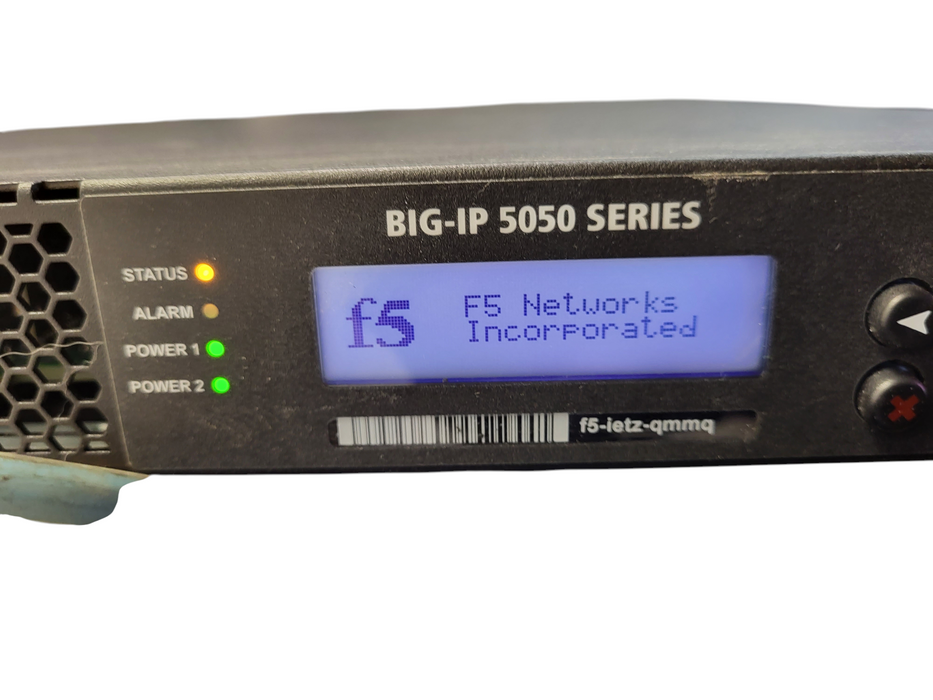 BIG-IP 5050 SERIES
STATUS
ALARM
POWER 1
POWER 2
f5 F5 Networks
Incorporated
f5-ietz-qmmq